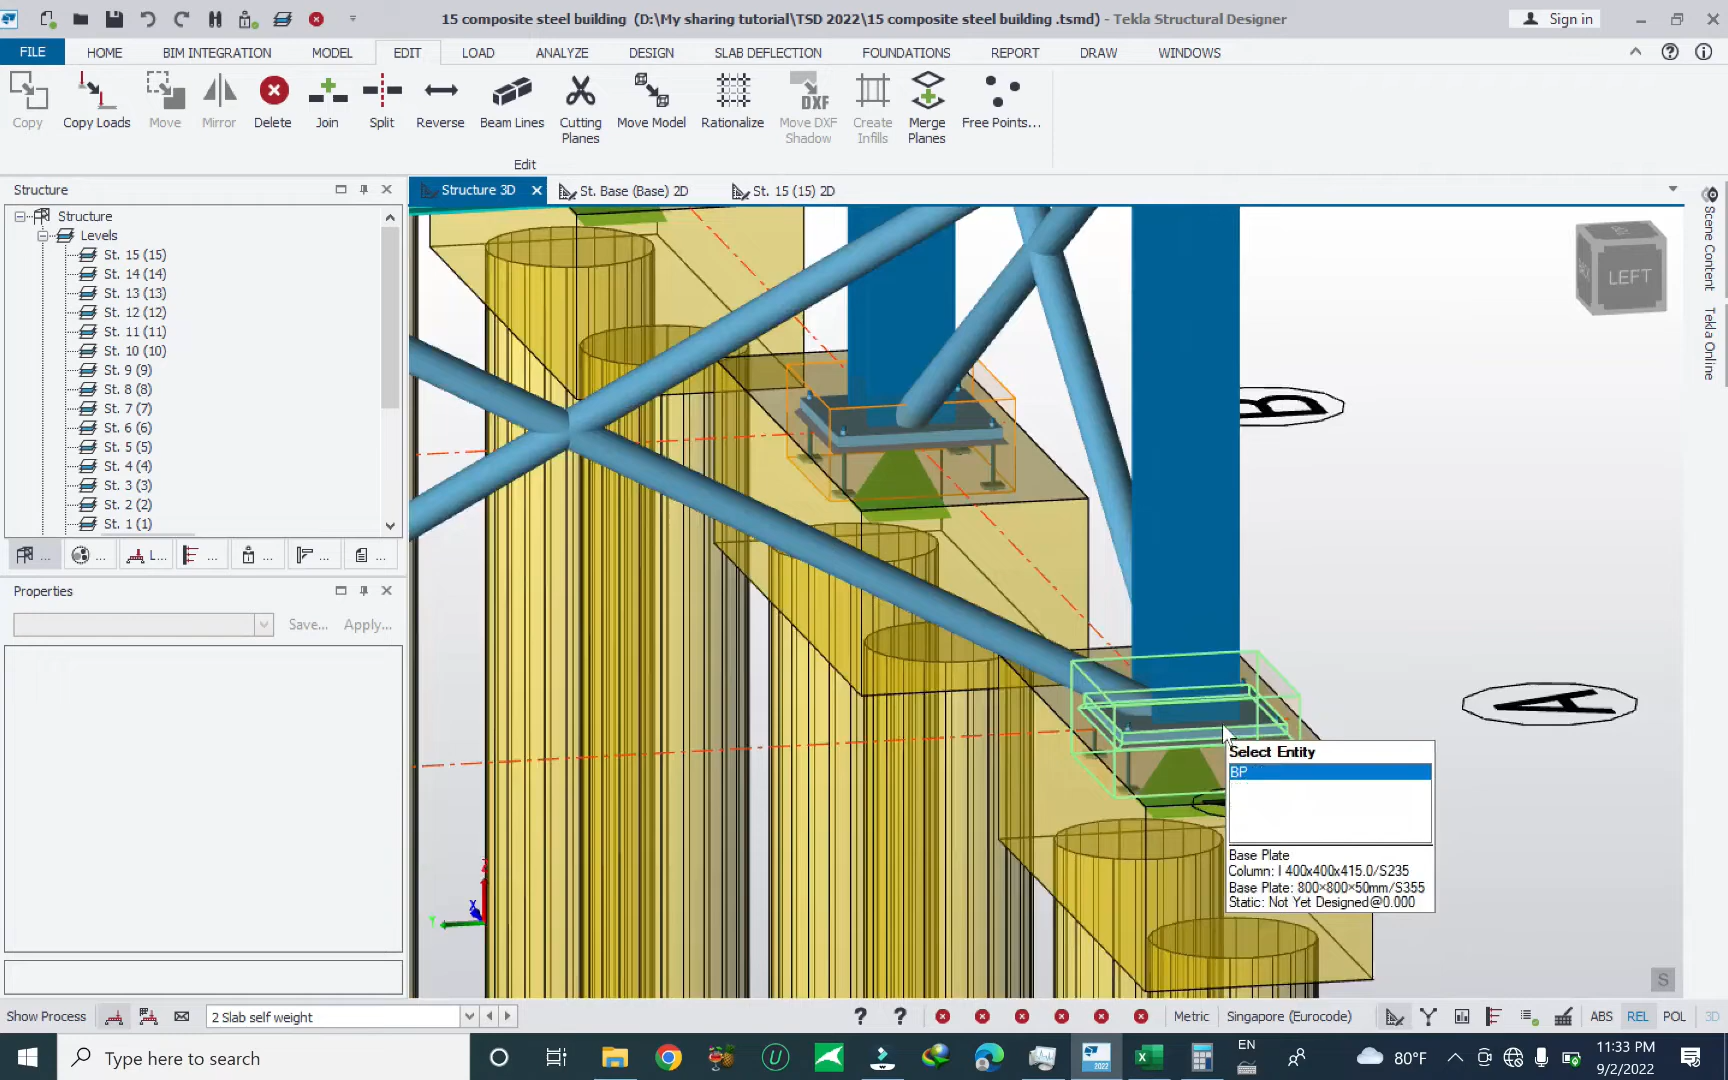 15 composite steel building  (D:\My sharing tutorial\TSD 2022\15 composite steel building .tsmd) - Tekla Structural Designer
Sign in
FILE HOME BIM INTEGRATION MODEL EDIT LOAD ANALYZE DESIGN SLAB DEFLECTION FOUNDATIONS REPORT DRAW WINDOWS
Copy
Copy Loads
Move
Mirror
Delete
Join
Split
Reverse
Beam Lines
Cutting
Planes
Move Model
Rationalize
DXF
Move DXF
Shadow
Create
Infills
Merge
Planes
Free Points...
Edit
Structure
Structure
Levels
St. 15 (15)
St. 14 (14)
St. 13 (13)
St. 12 (12)
St. 11 (11)
St. 10 (10)
St. 9 (9)
St. 8 (8)
St. 7 (7)
St. 6 (6)
St. 5 (5)
St. 4 (4)
St. 3 (3)
St. 2 (2)
St. 1 (1)
... ... L... ... ... ... ...
Properties
Save... Apply...
Structure 3D
St. Base (Base) 2D
St. 15 (15) 2D
LEFT
B
A
X
Y
Select Entity
BP
Base Plate
Column: I 400x400x415.0/S235
Base Plate: 800×800×50mm/S355
Static: Not Yet Designed@0.000
S
Scene Content
Tekla Online
Show Process
2 Slab self weight
Metric
Singapore (Eurocode)
ABS REL POL 3D
Type here to search
2022
EN
80°F
11:33 PM
9/2/2022